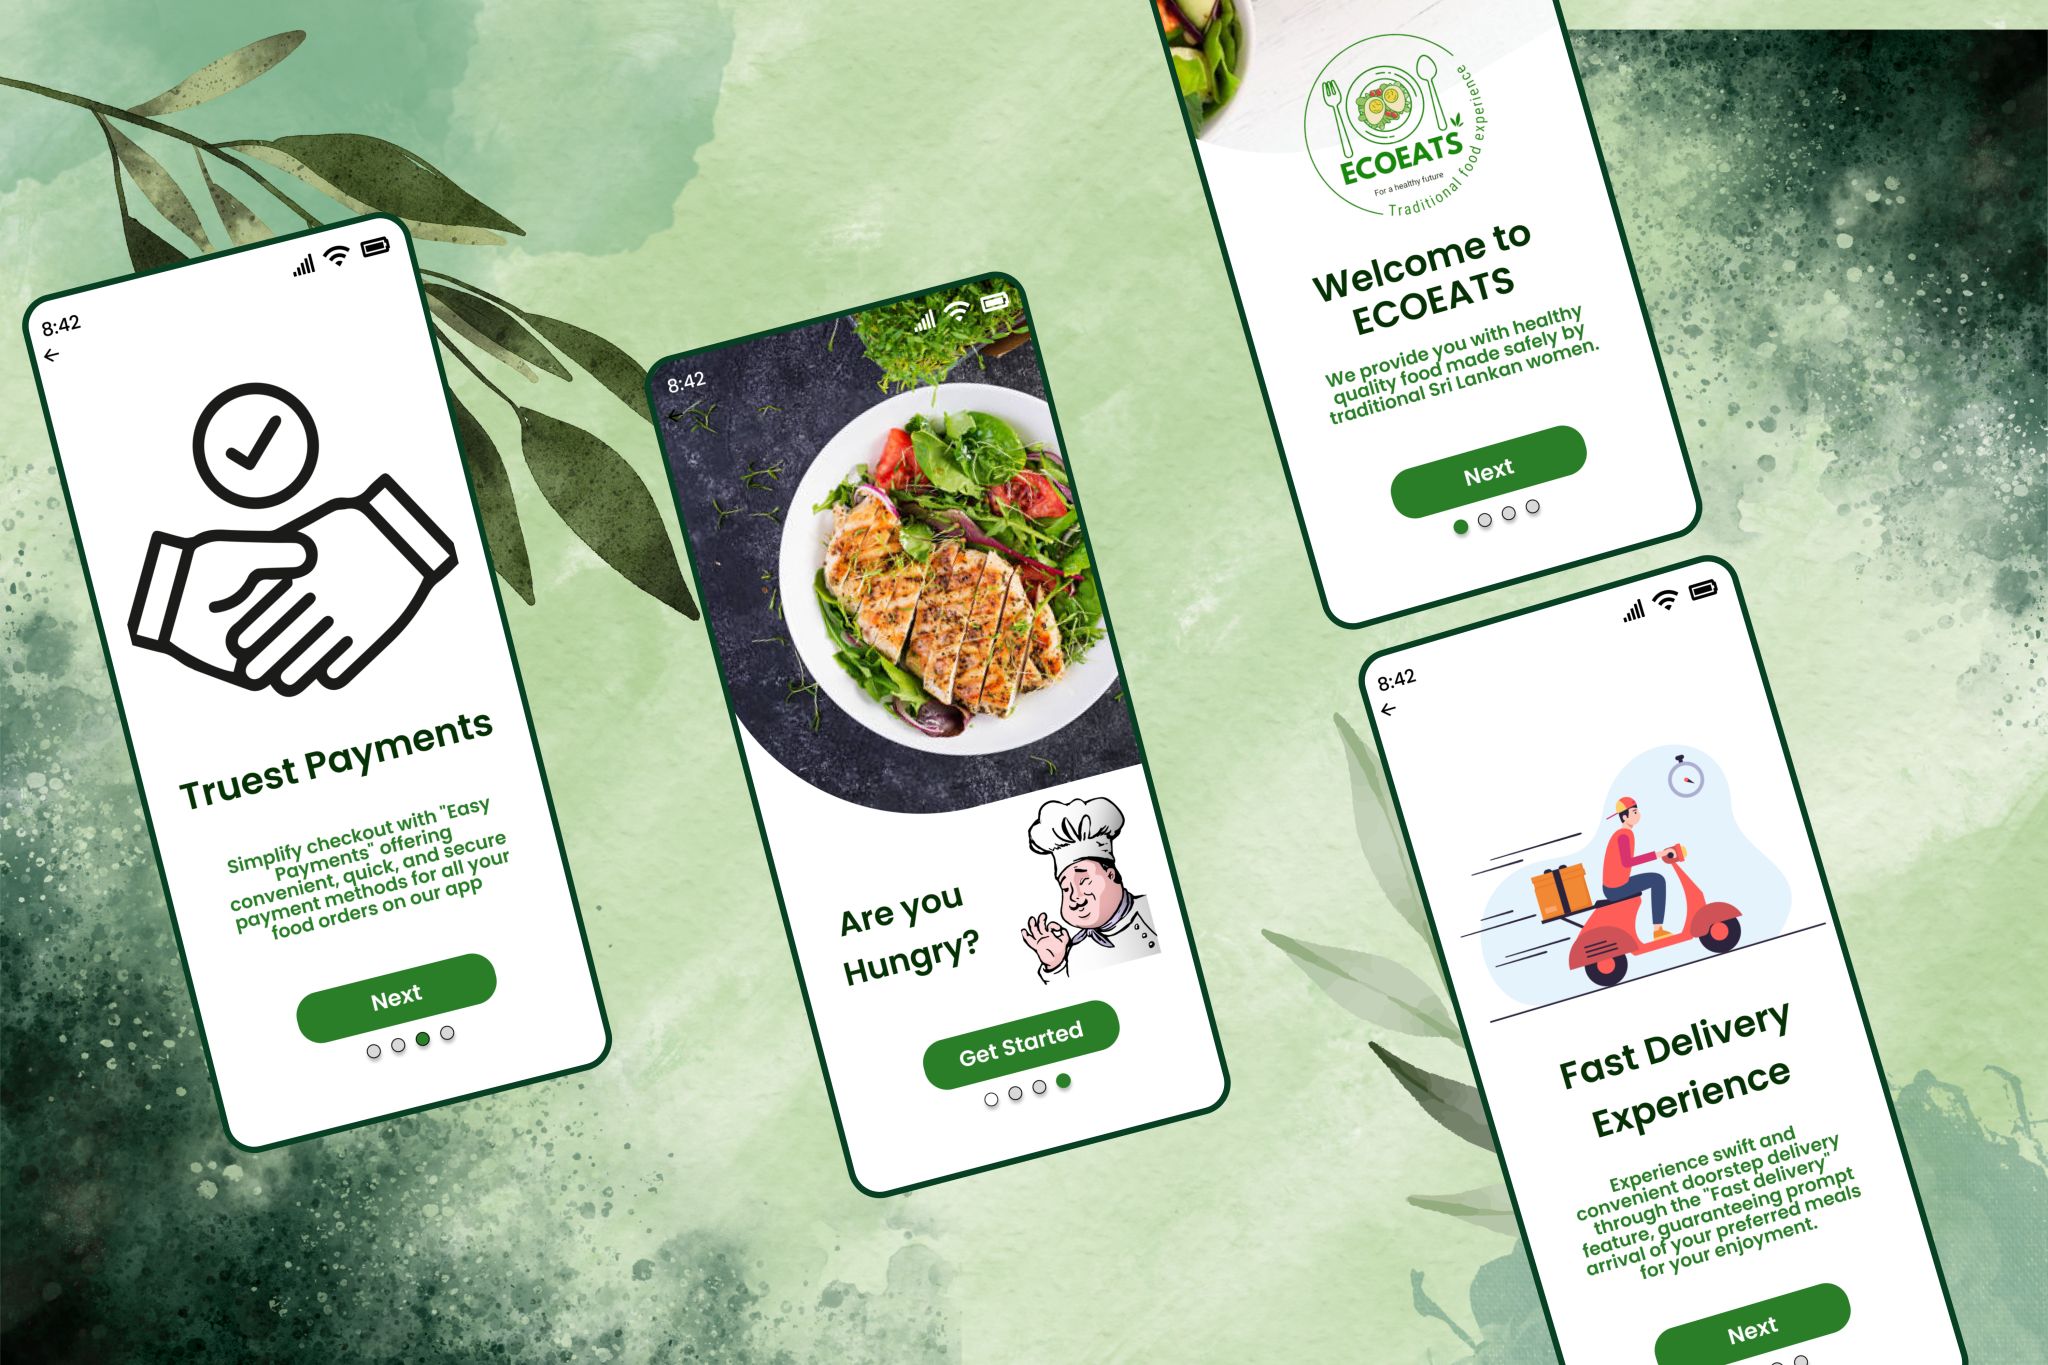 8:42
Truest Payments
Simplify checkout with "Easy
Payments" offering
convenient, quick, and secure
payment methods for all your
food orders on our app
Next
8:42
Are you
Hungry?
Get Started
ECOEATS
For a healthy future
Traditional food experience
Welcome to
ECOEATS
We provide you with healthy
quality food made safely by
traditional Sri Lankan women.
Next
8:42
Fast Delivery
Experience
Experience swift and
convenient doorstep delivery
through the "Fast delivery"
feature, guaranteeing prompt
arrival of your preferred meals
for your enjoyment.
Next